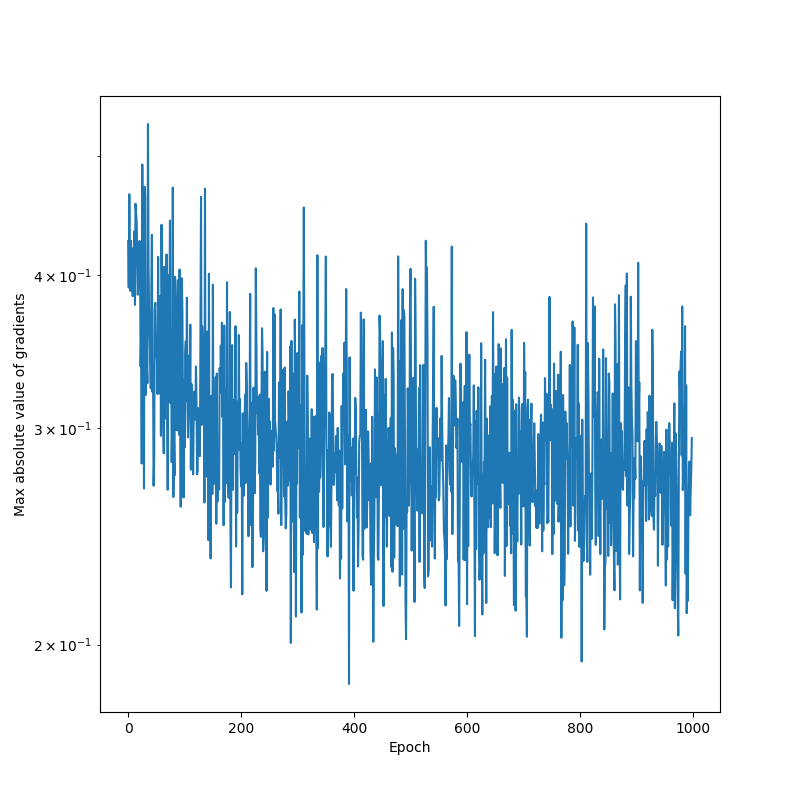 Max absolute value of gradients
4 × 10⁻¹
3 × 10⁻¹
2 × 10⁻¹
0 200 400 600 800 1000
Epoch